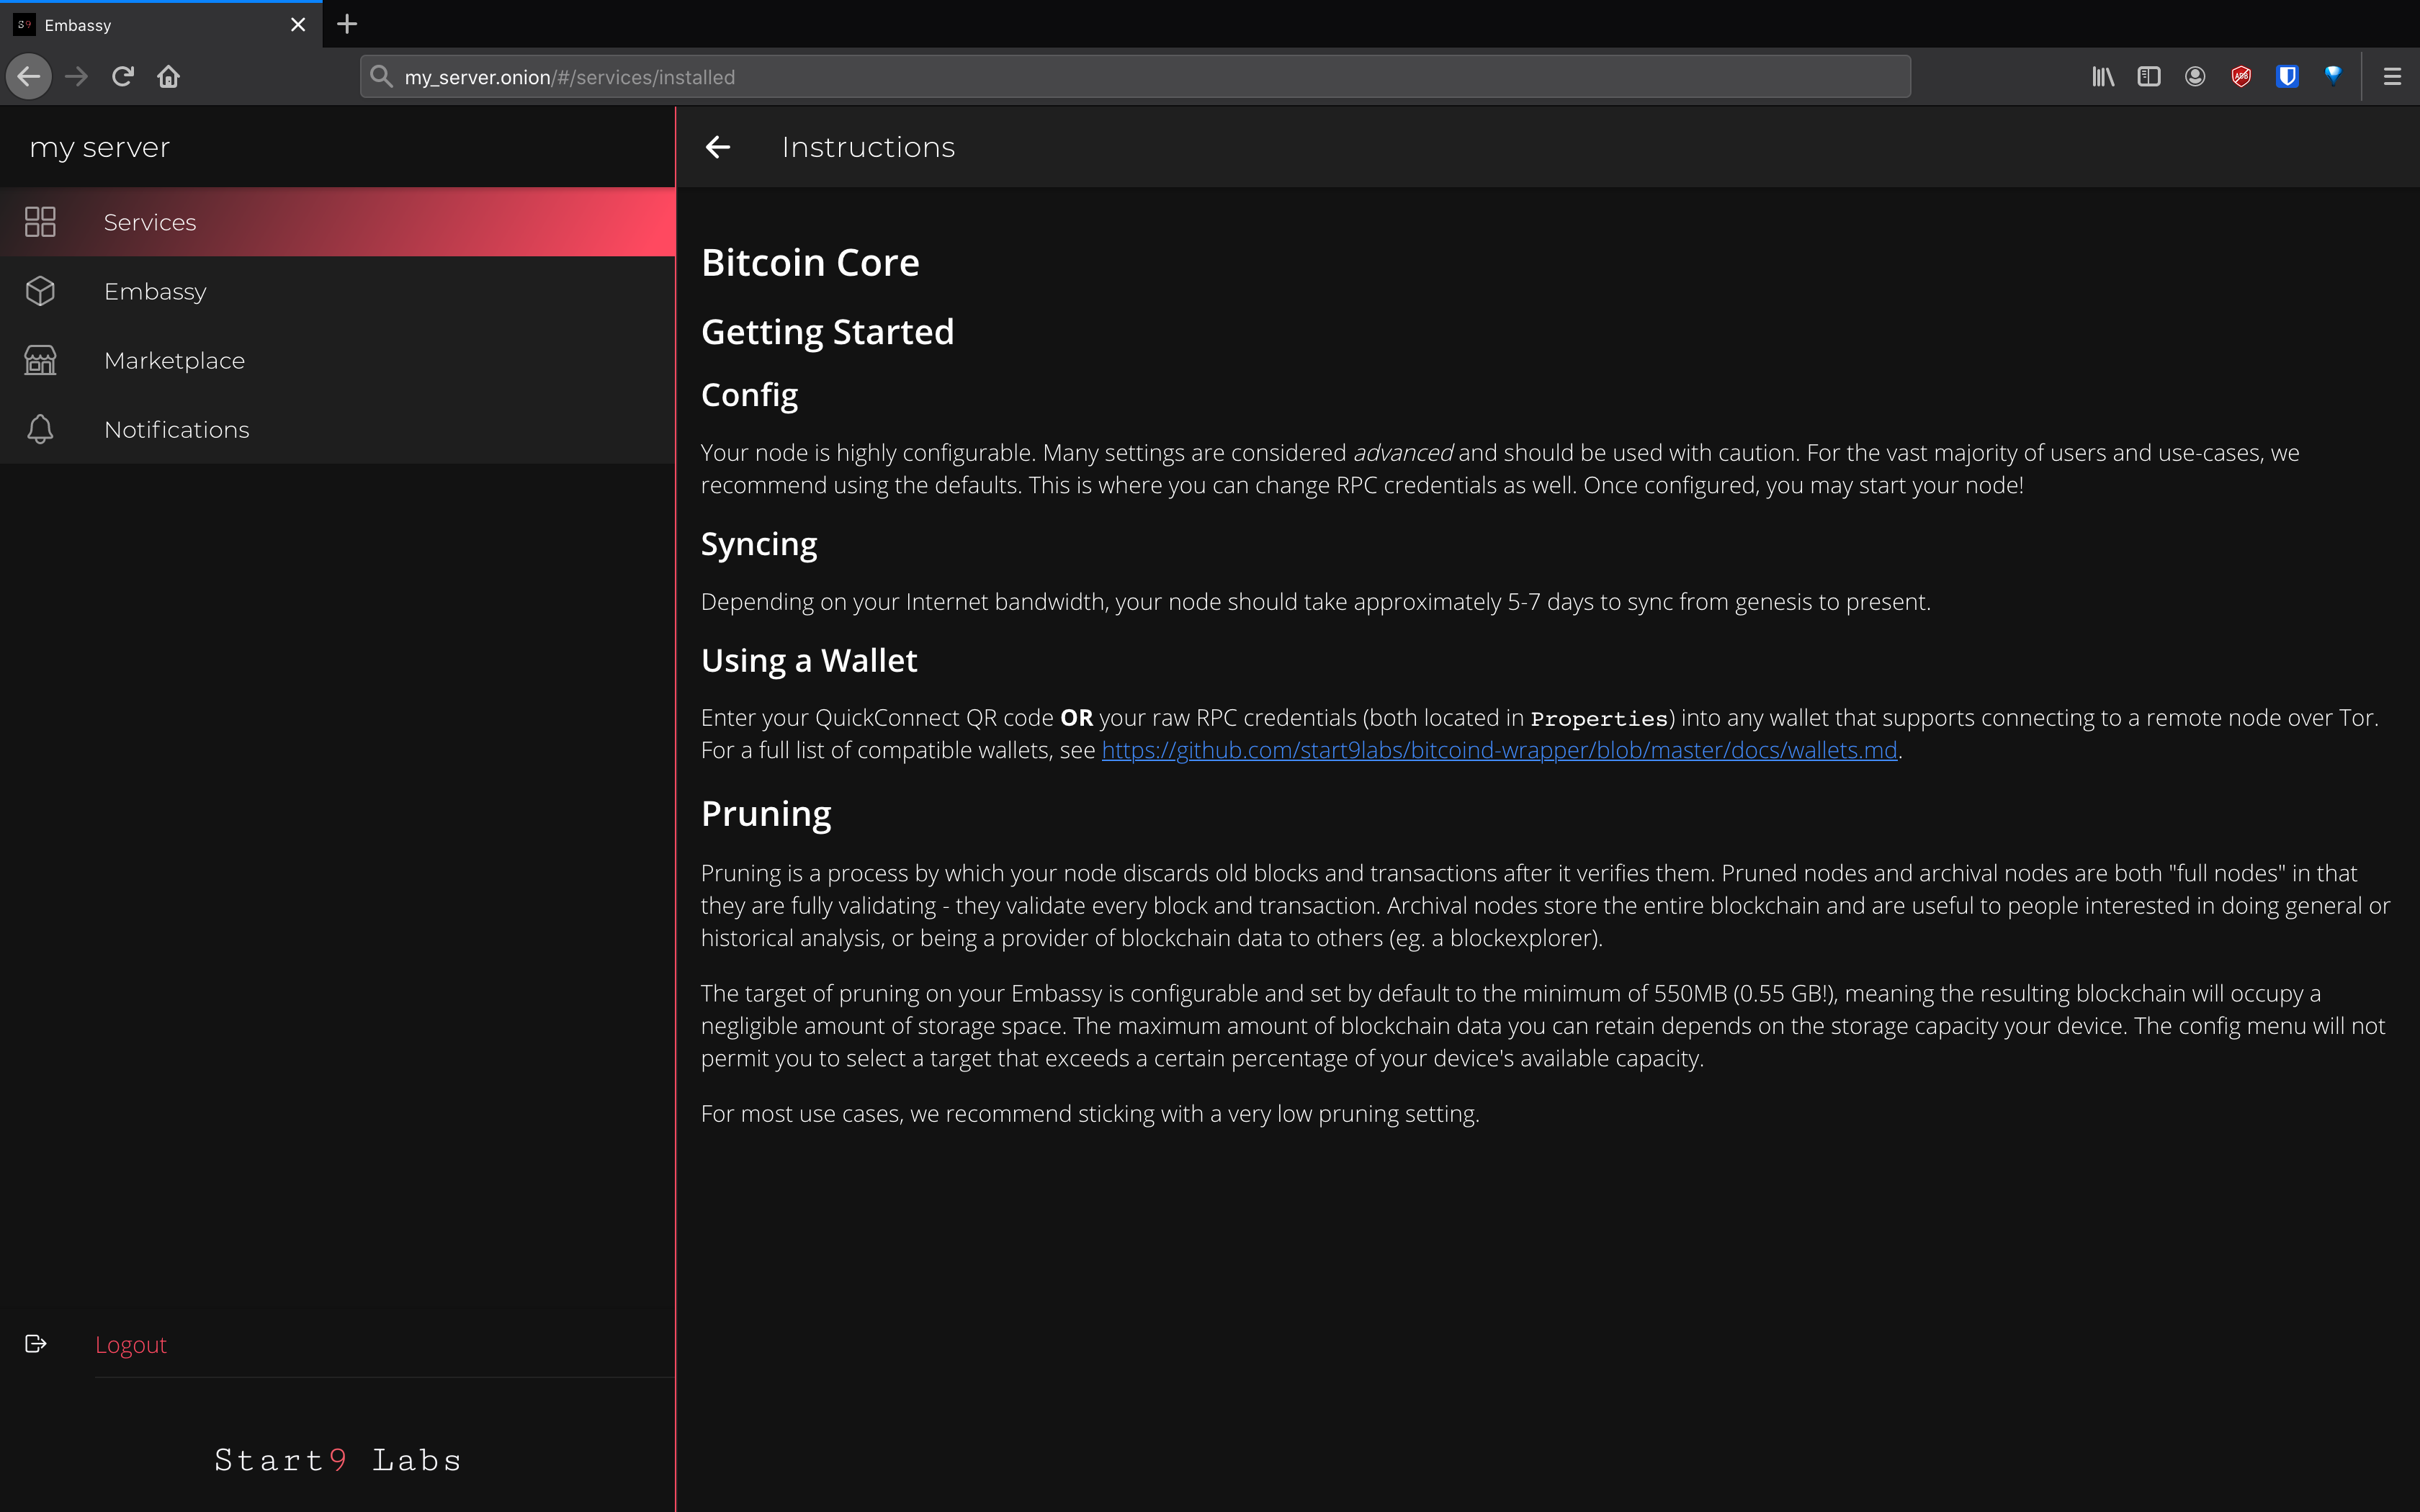 S9 Embassy
my_server.onion/#/services/installed
ABP
my server
Services
Embassy
Marketplace
Notifications
Logout
Start9 Labs
Instructions
Bitcoin Core
Getting Started
Config
Your node is highly configurable. Many settings are considered advanced and should be used with caution. For the vast majority of users and use-cases, we
recommend using the defaults. This is where you can change RPC credentials as well. Once configured, you may start your node!
Syncing
Depending on your Internet bandwidth, your node should take approximately 5-7 days to sync from genesis to present.
Using a Wallet
Enter your QuickConnect QR code OR your raw RPC credentials (both located in Properties) into any wallet that supports connecting to a remote node over Tor.
For a full list of compatible wallets, see https://github.com/start9labs/bitcoind-wrapper/blob/master/docs/wallets.md.
Pruning
Pruning is a process by which your node discards old blocks and transactions after it verifies them. Pruned nodes and archival nodes are both "full nodes" in that
they are fully validating - they validate every block and transaction. Archival nodes store the entire blockchain and are useful to people interested in doing general or
historical analysis, or being a provider of blockchain data to others (eg. a blockexplorer).
The target of pruning on your Embassy is configurable and set by default to the minimum of 550MB (0.55 GB!), meaning the resulting blockchain will occupy a
negligible amount of storage space. The maximum amount of blockchain data you can retain depends on the storage capacity your device. The config menu will not
permit you to select a target that exceeds a certain percentage of your device's available capacity.
For most use cases, we recommend sticking with a very low pruning setting.